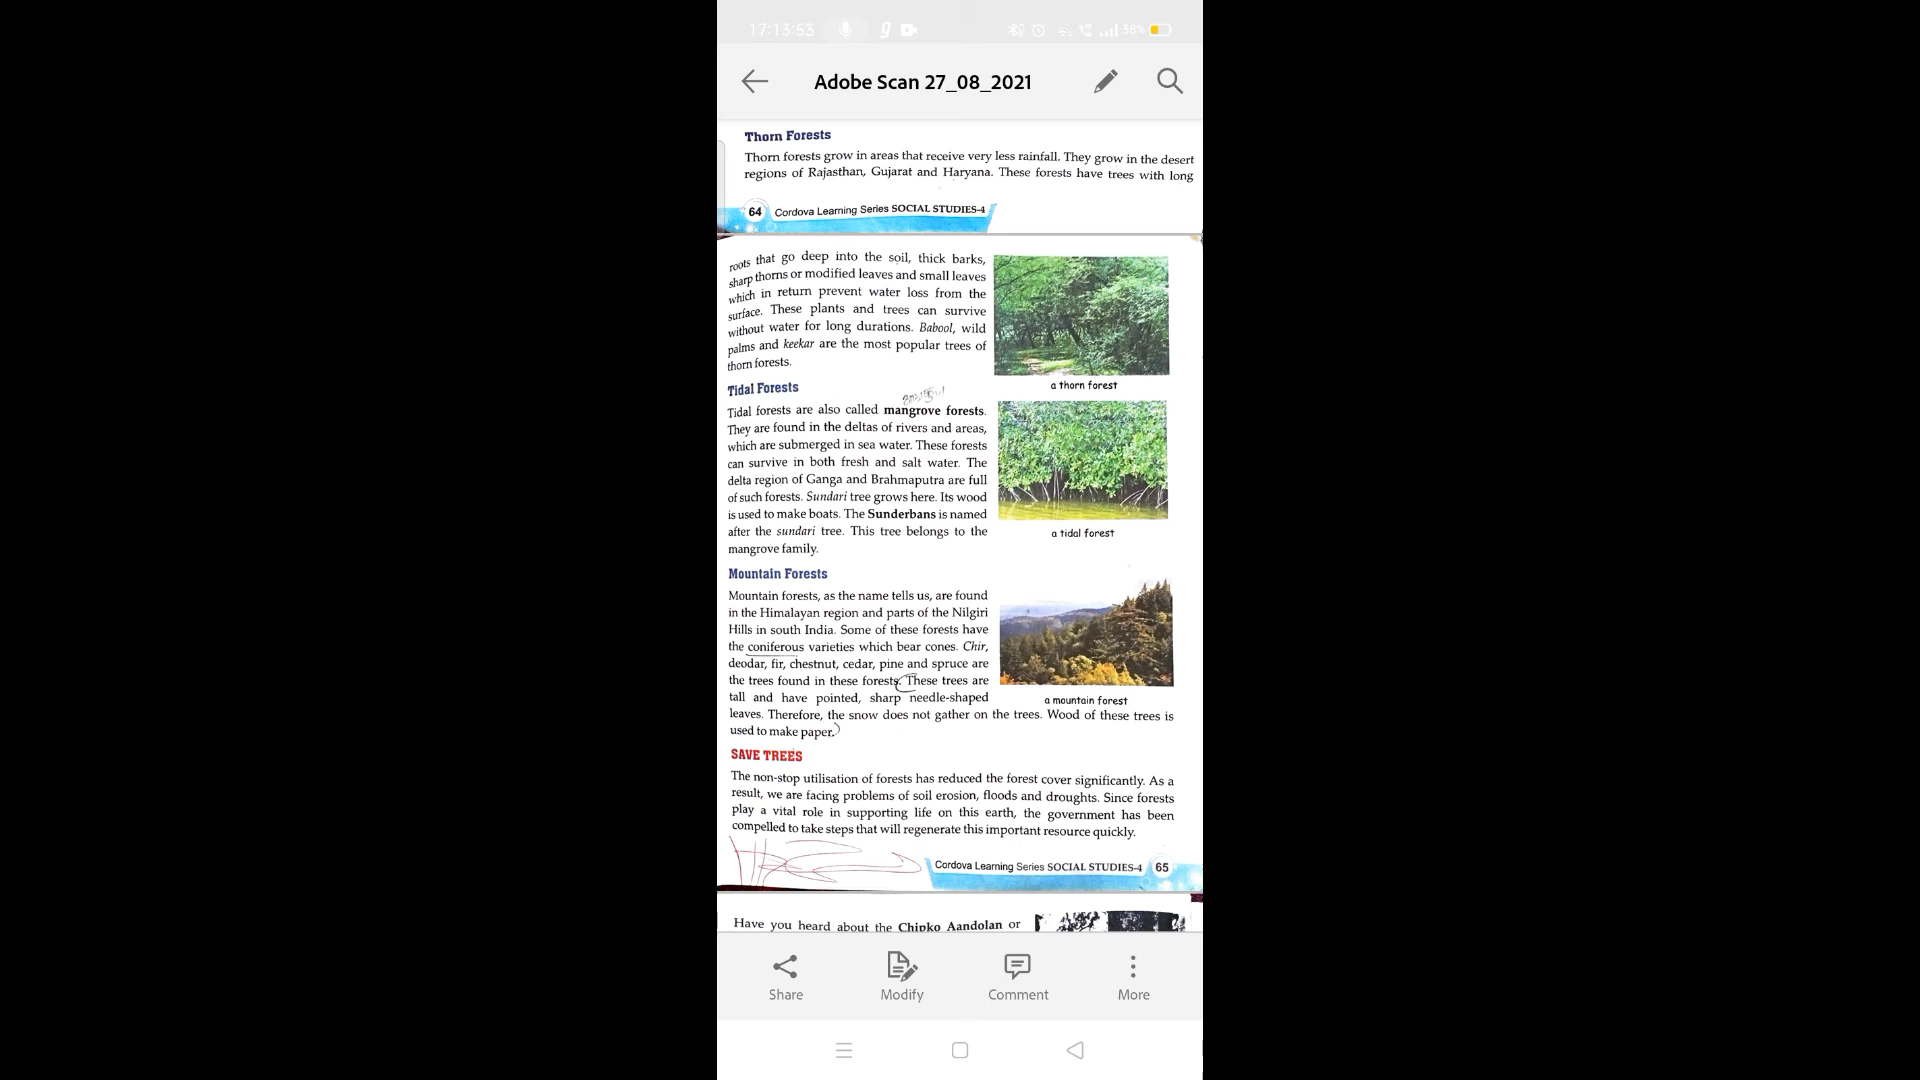 17:13:53
38%
Adobe Scan 27_08_2021
Thorn Forests
Thorn forests grow in areas that receive very less rainfall. They grow in the desert
regions of Rajasthan, Gujarat and Haryana. These forests have trees with long
64 Cordova Learning Series SOCIAL STUDIES-4
roots that go deep into the soil, thick barks,
sharp thorns or modified leaves and small leaves
which in return prevent water loss from the
surface. These plants and trees can survive
without water for long durations. Babool, wild
palms and keekar are the most popular trees of
thorn forests.
a thorn forest
Tidal Forests
Tidal forests are also called mangrove forests.
They are found in the deltas of rivers and areas,
which are submerged in sea water. These forests
can survive in both fresh and salt water. The
delta region of Ganga and Brahmaputra are full
of such forests. Sundari tree grows here. Its wood
is used to make boats. The Sunderbans is named
after the sundari tree. This tree belongs to the
mangrove family.
a tidal forest
Mountain Forests
Mountain forests, as the name tells us, are found
in the Himalayan region and parts of the Nilgiri
Hills in south India. Some of these forests have
the coniferous varieties which bear cones. Chir,
deodar, fir, chestnut, cedar, pine and spruce are
the trees found in these forests. These trees are
tall and have pointed, sharp needle-shaped
a mountain forest
leaves. Therefore, the snow does not gather on the trees. Wood of these trees is
used to make paper.
SAVE TREES
The non-stop utilisation of forests has reduced the forest cover significantly. As a
result, we are facing problems of soil erosion, floods and droughts. Since forests
play a vital role in supporting life on this earth, the government has been
compelled to take steps that will regenerate this important resource quickly.
Cordova Learning Series SOCIAL STUDIES-4 65
Have you heard about the Chipko Aandolan or
Share Modify Comment More